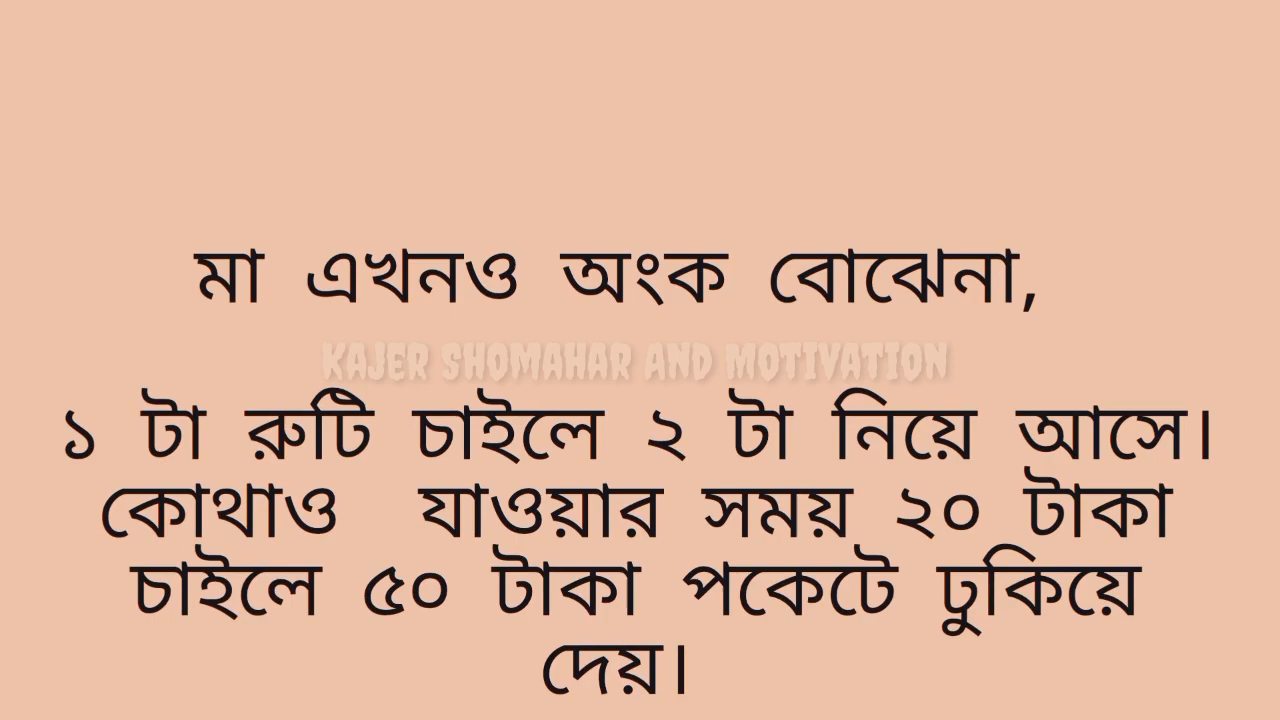 মা এখনও অংক বোঝেনা,
KAJER SHOMAHAR AND MOTIVATION
১ টা রুটি চাইলে ২ টা নিয়ে আসে।
কোথাও যাওয়ার সময় ২০ টাকা
চাইলে ৫০ টাকা পকেটে ঢুকিয়ে
দেয়।